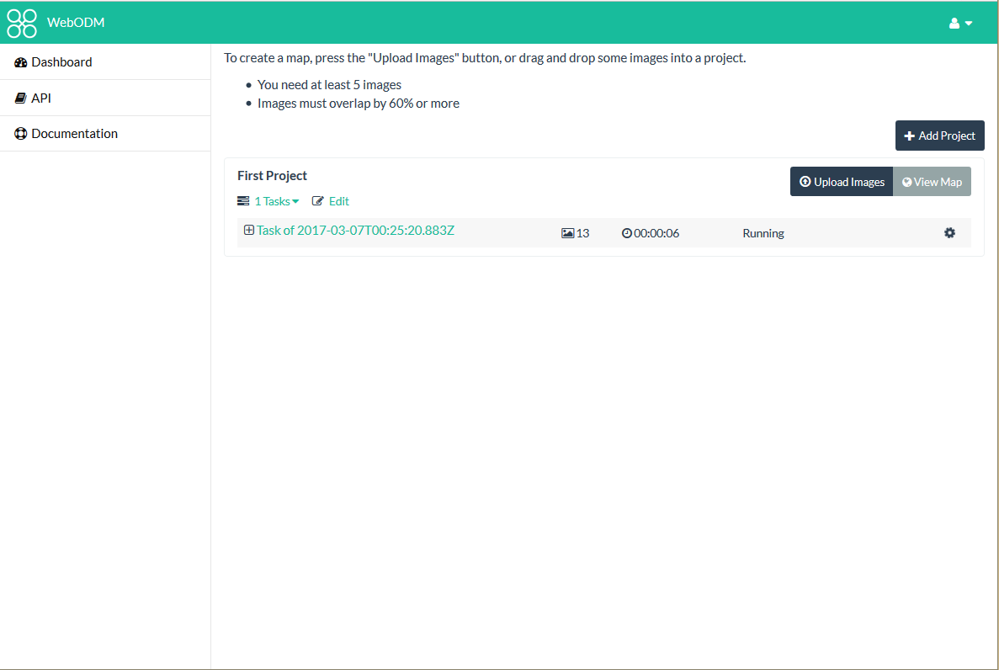 WebODM
Dashboard
API
Documentation
To create a map, press the "Upload Images" button, or drag and drop some images into a project.
You need at least 5 images
Images must overlap by 60% or more
Add Project
First Project
Upload Images
View Map
1 Tasks
Edit
Task of 2017-03-07T00:25:20.883Z
13
00:00:06
Running